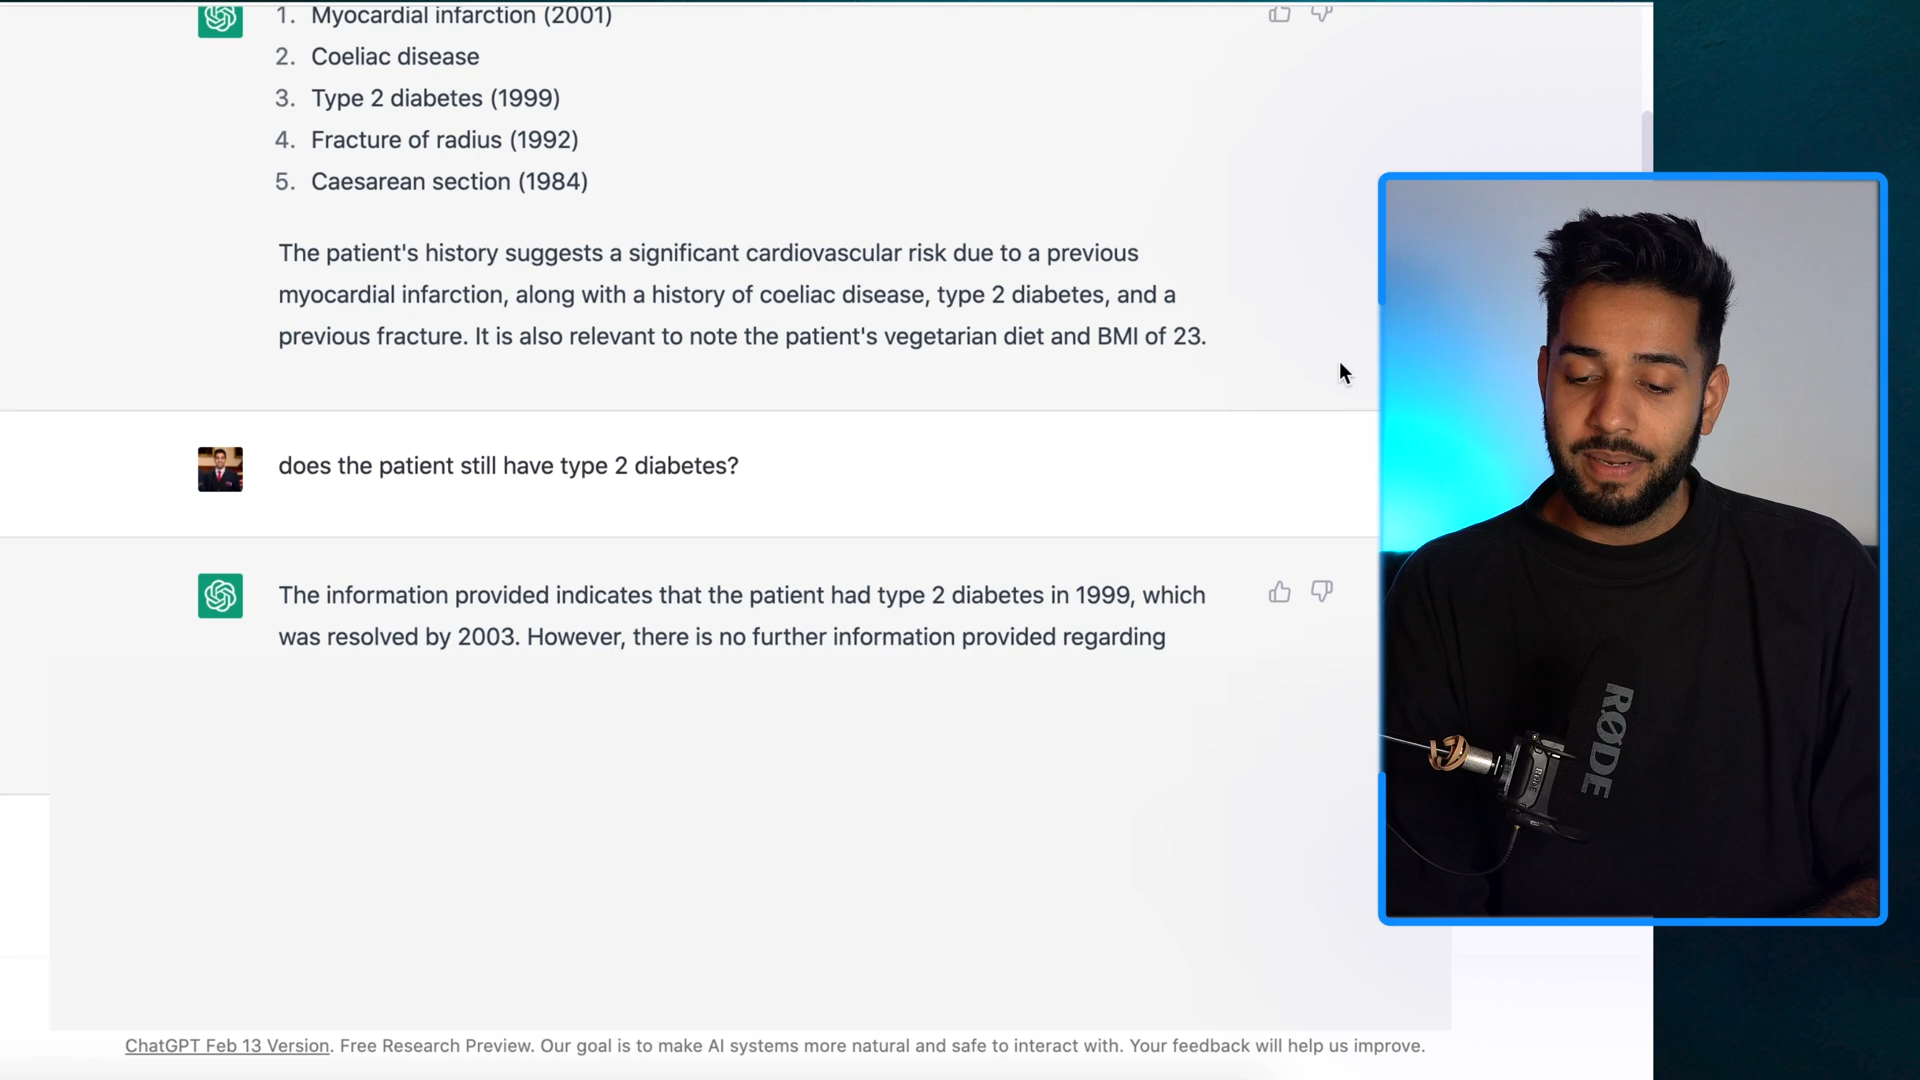 1. Myocardial infarction (2001)
2. Coeliac disease
3. Type 2 diabetes (1999)
4. Fracture of radius (1992)
5. Caesarean section (1984)
The patient's history suggests a significant cardiovascular risk due to a previous
myocardial infarction, along with a history of coeliac disease, type 2 diabetes, and a
previous fracture. It is also relevant to note the patient's vegetarian diet and BMI of 23.
does the patient still have type 2 diabetes?
The information provided indicates that the patient had type 2 diabetes in 1999, which
was resolved by 2003. However, there is no further information provided regarding
RØDE
RØDE
ChatGPT Feb 13 Version. Free Research Preview. Our goal is to make AI systems more natural and safe to interact with. Your feedback will help us improve.